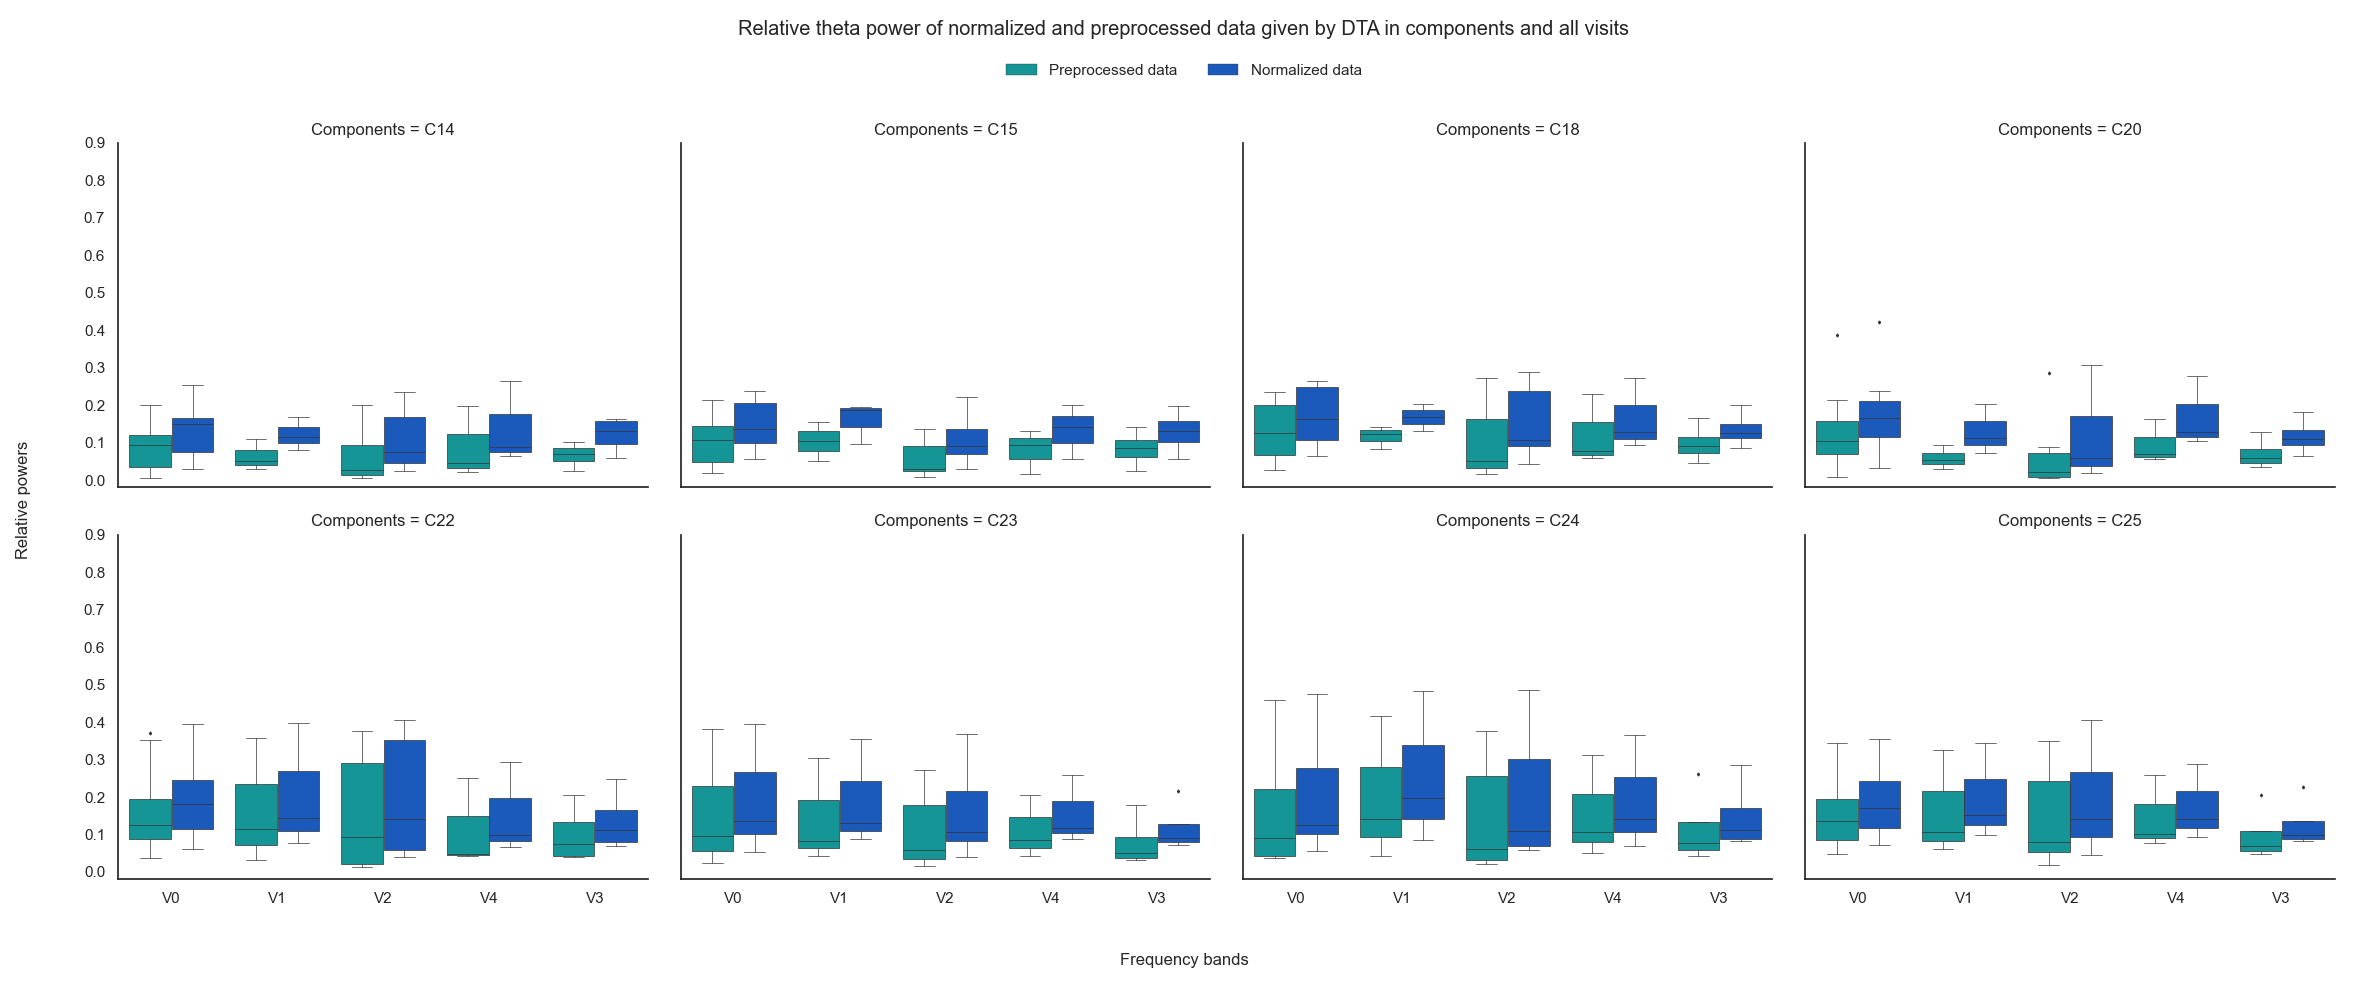 Relative theta power of normalized and preprocessed data given by DTA in components and all visits
Preprocessed data Normalized data
Components = C14 Components = C15 Components = C18 Components = C20
0.9
0.8
0.7
0.6
0.5
0.4
0.3
0.2
0.1
0.0
Relative powers
Components = C22 Components = C23 Components = C24 Components = C25
0.9
0.8
0.7
0.6
0.5
0.4
0.3
0.2
0.1
0.0
V0 V1 V2 V4 V3 V0 V1 V2 V4 V3 V0 V1 V2 V4 V3 V0 V1 V2 V4 V3
Frequency bands